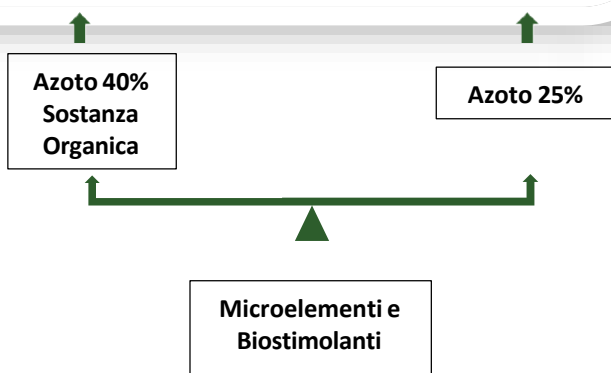 Azoto 40%
Sostanza
Organica
Azoto 25%
Microelementi e
Biostimolanti